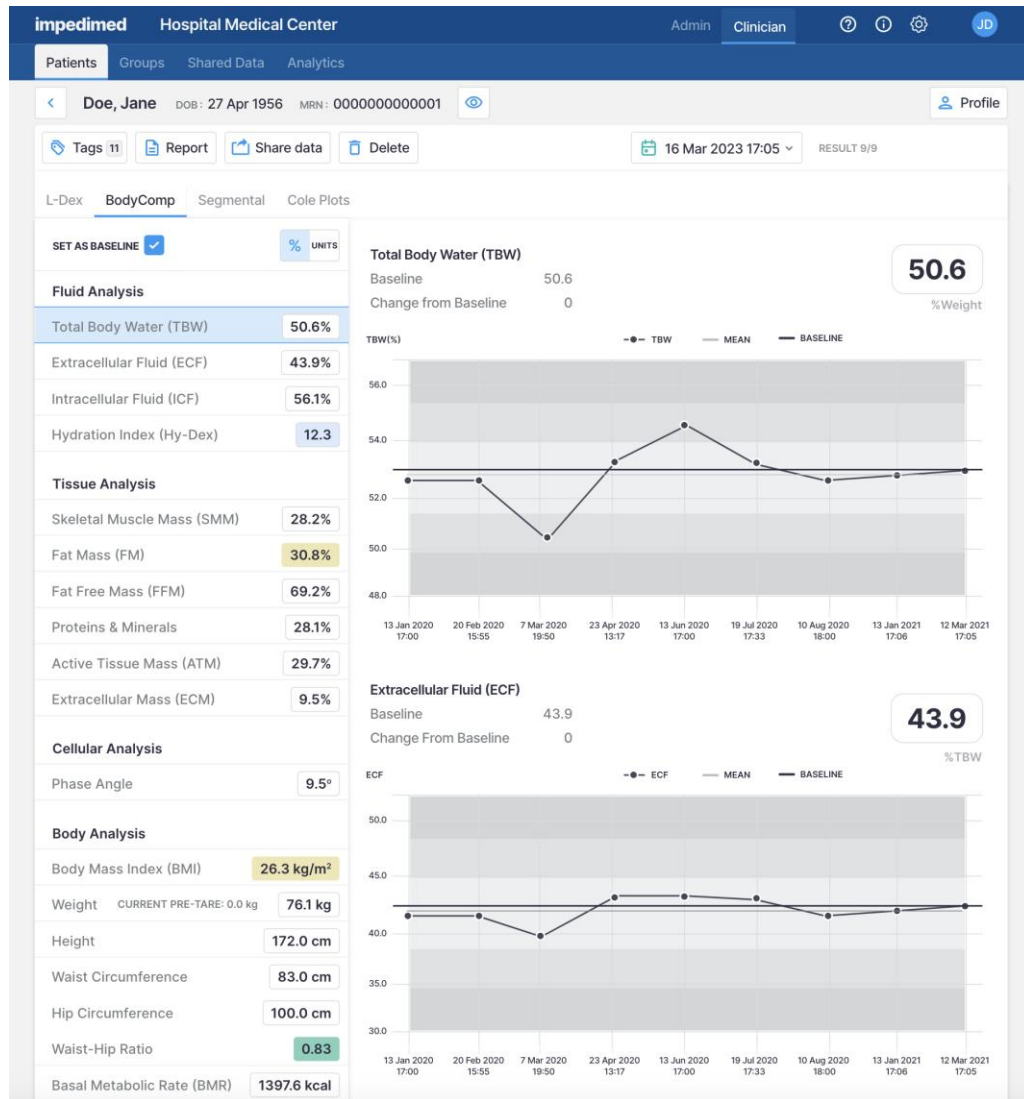 impedimed Hospital Medical Center Admin Clinician JD
Patients Groups Shared Data Analytics
Doe, Jane DOB: 27 Apr 1956 MRN: 0000000000001 Profile
Tags 11 Report Share data Delete 16 Mar 2023 17:05 RESULT 9/9
L-Dex BodyComp Segmental Cole Plots
SET AS BASELINE % UNITS
Fluid Analysis
Total Body Water (TBW) 50.6%
Extracellular Fluid (ECF) 43.9%
Intracellular Fluid (ICF) 56.1%
Hydration Index (Hy-Dex) 12.3
Tissue Analysis
Skeletal Muscle Mass (SMM) 28.2%
Fat Mass (FM) 30.8%
Fat Free Mass (FFM) 69.2%
Proteins & Minerals 28.1%
Active Tissue Mass (ATM) 29.7%
Extracellular Mass (ECM) 9.5%
Cellular Analysis
Phase Angle 9.5º
Body Analysis
Body Mass Index (BMI) 26.3 kg/m²
Weight CURRENT PRE-TARE: 0.0 kg 76.1 kg
Height 172.0 cm
Waist Circumference 83.0 cm
Hip Circumference 100.0 cm
Waist-Hip Ratio 0.83
Basal Metabolic Rate (BMR) 1397.6 kcal
Total Body Water (TBW)
Baseline 50.6
Change from Baseline 0
50.6
%Weight
TBW(%) TBW MEAN BASELINE
56.0
54.0
52.0
50.0
48.0
13 Jan 2020 20 Feb 2020 7 Mar 2020 23 Apr 2020 13 Jun 2020 19 Jul 2020 10 Aug 2020 13 Jan 2021 12 Mar 2021
17:00 15:55 19:50 13:17 17:00 17:33 18:00 17:06 17:05
Extracellular Fluid (ECF)
Baseline 43.9
Change From Baseline 0
43.9
%TBW
ECF ECF MEAN BASELINE
50.0
45.0
40.0
35.0
30.0
13 Jan 2020 20 Feb 2020 7 Mar 2020 23 Apr 2020 13 Jun 2020 19 Jul 2020 10 Aug 2020 13 Jan 2021 12 Mar 2021
17:00 15:55 19:50 13:17 17:00 17:33 18:00 17:06 17:05